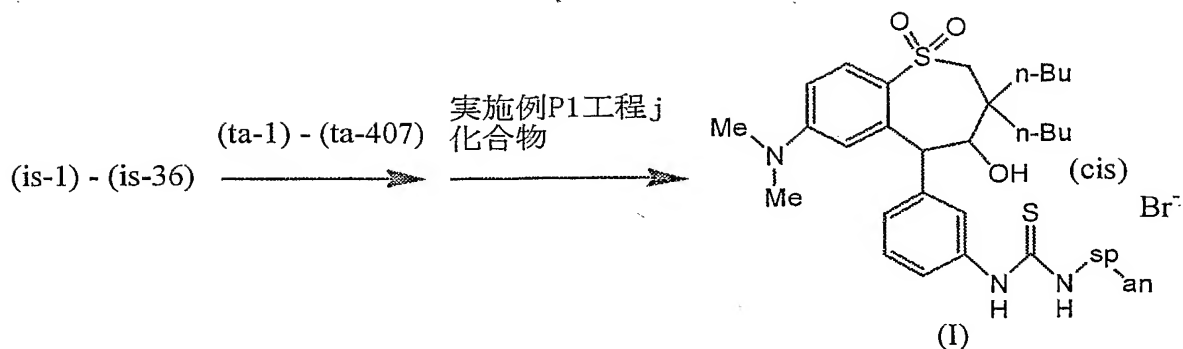 (is-1) - (is-36)
(ta-1) - (ta-407)
実施例P1工程j
化合物
O O
S
n-Bu
n-Bu
Me
N
Me
OH
(cis)
Br-
S
N
H
N
H
sp
an
(I)